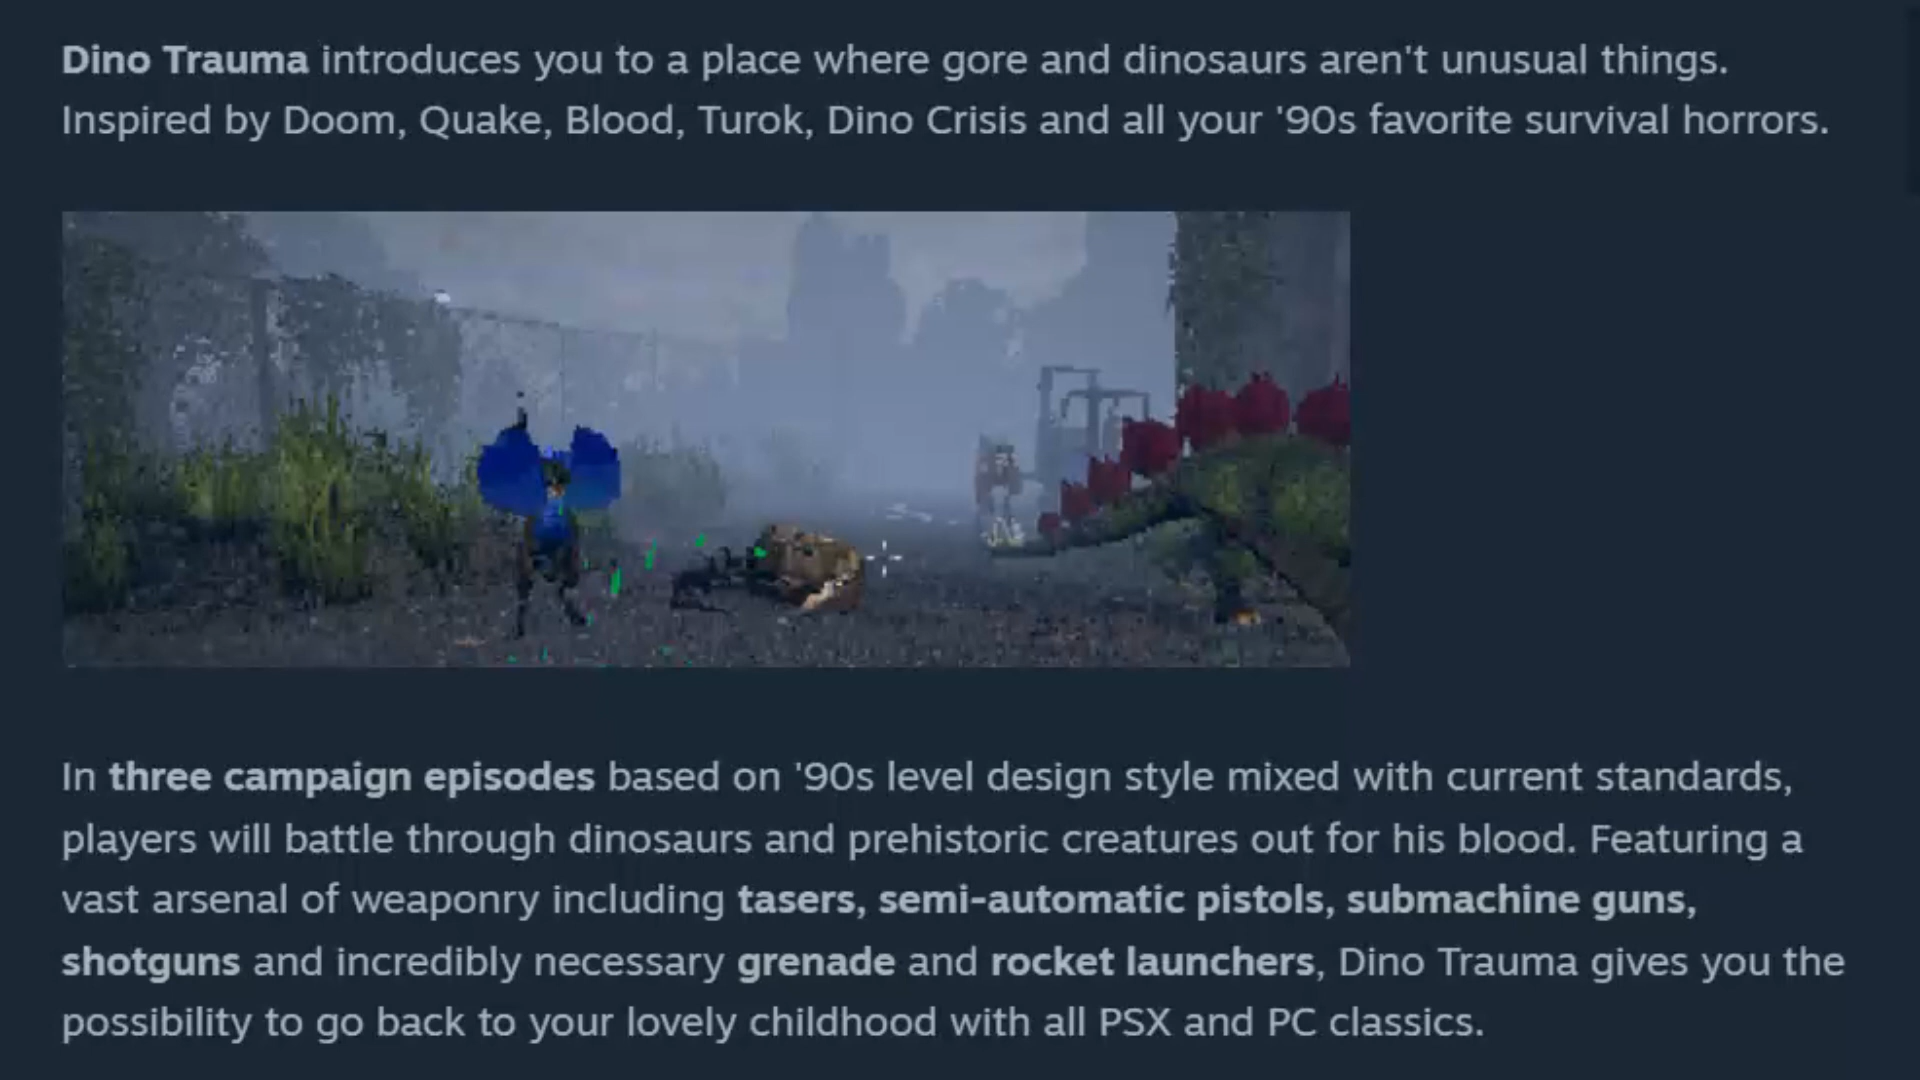 Dino Trauma introduces you to a place where gore and dinosaurs aren't unusual things.
Inspired by Doom, Quake, Blood, Turok, Dino Crisis and all your '90s favorite survival horrors.
In three campaign episodes based on '90s level design style mixed with current standards,
players will battle through dinosaurs and prehistoric creatures out for his blood. Featuring a
vast arsenal of weaponry including tasers, semi-automatic pistols, submachine guns,
shotguns and incredibly necessary grenade and rocket launchers, Dino Trauma gives you the
possibility to go back to your lovely childhood with all PSX and PC classics.